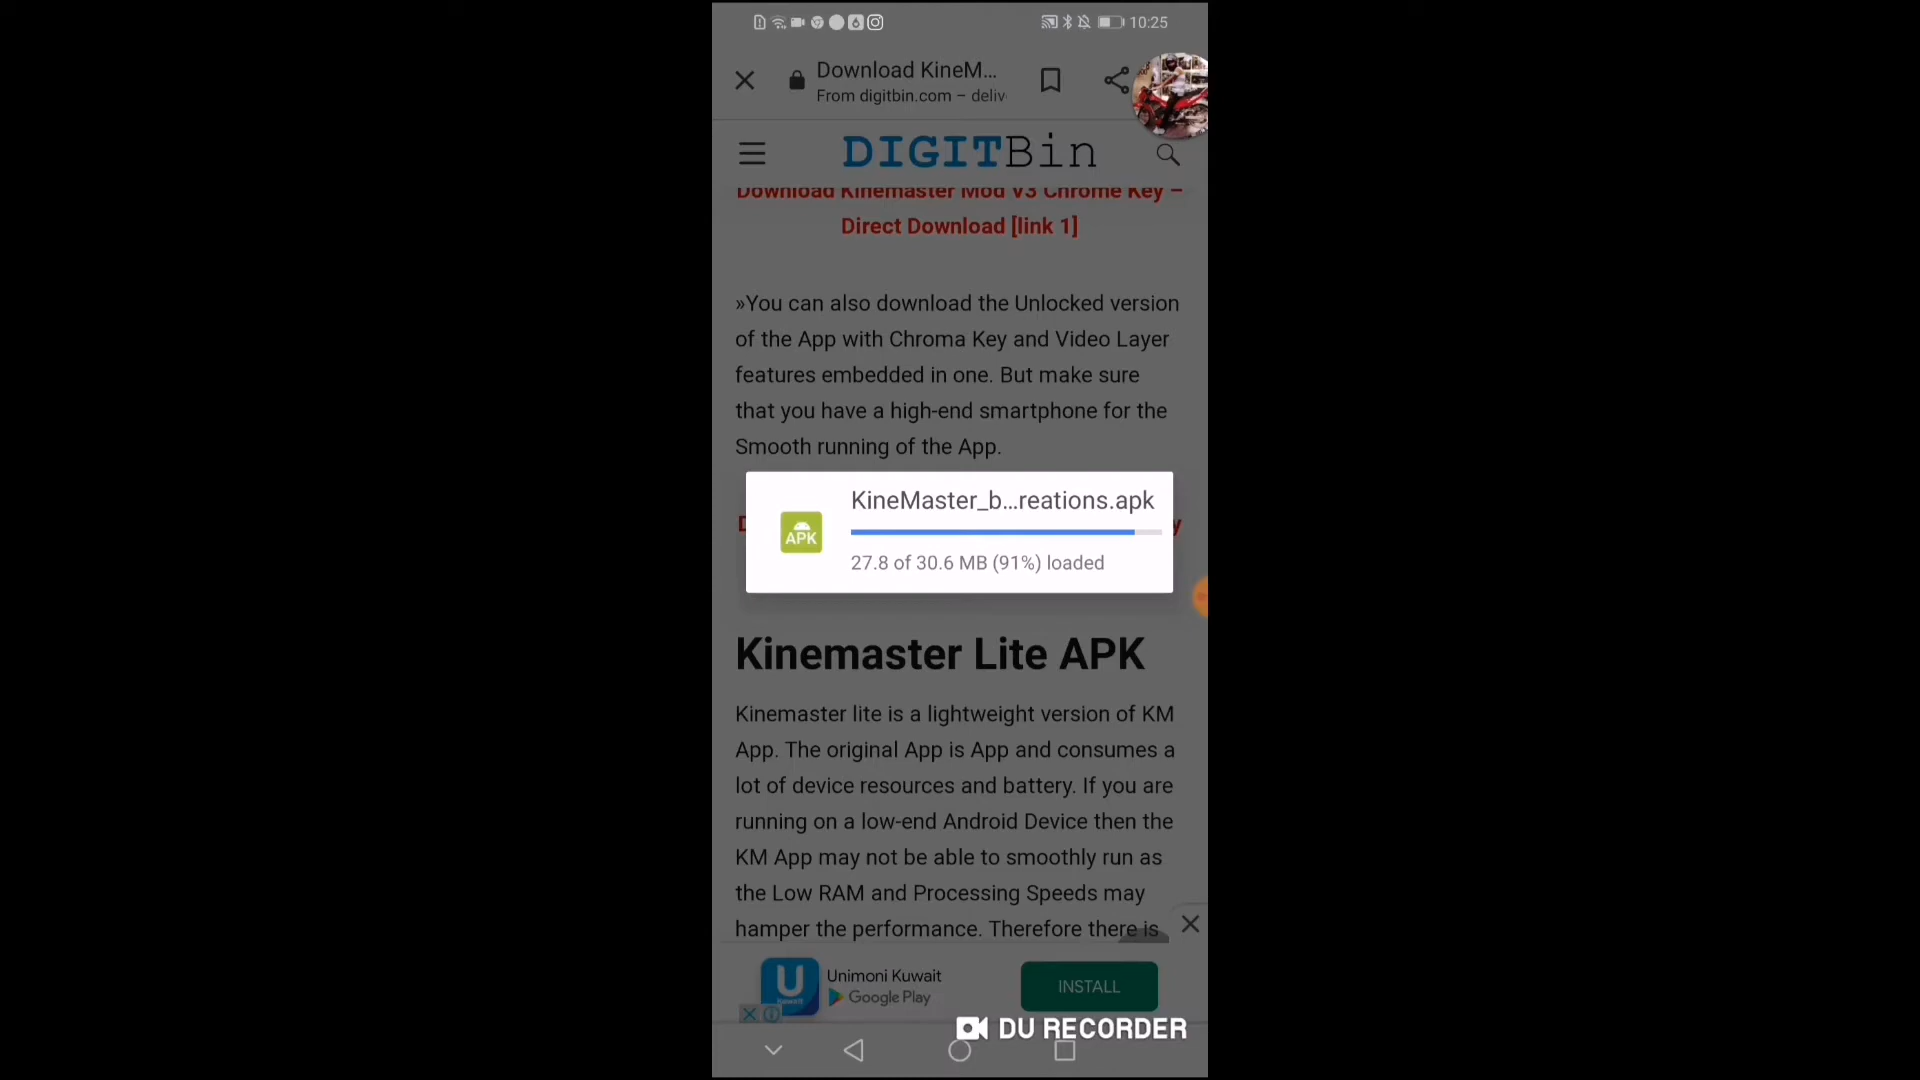 10:25
Download KineM...
From digitbin.com – deliv
DIGITBin
Download Kinemaster Mod V3 Chrome Key –
Direct Download [link 1]
»You can also download the Unlocked version
of the App with Chroma Key and Video Layer
features embedded in one. But make sure
that you have a high-end smartphone for the
Smooth running of the App.
KineMaster_b...reations.apk
APK
27.8 of 30.6 MB (91%) loaded
Kinemaster Lite APK
Kinemaster lite is a lightweight version of KM
App. The original App is App and consumes a
lot of device resources and battery. If you are
running on a low-end Android Device then the
KM App may not be able to smoothly run as
the Low RAM and Processing Speeds may
hamper the performance. Therefore there is
Unimoni Kuwait
Google Play
INSTALL
DU RECORDER